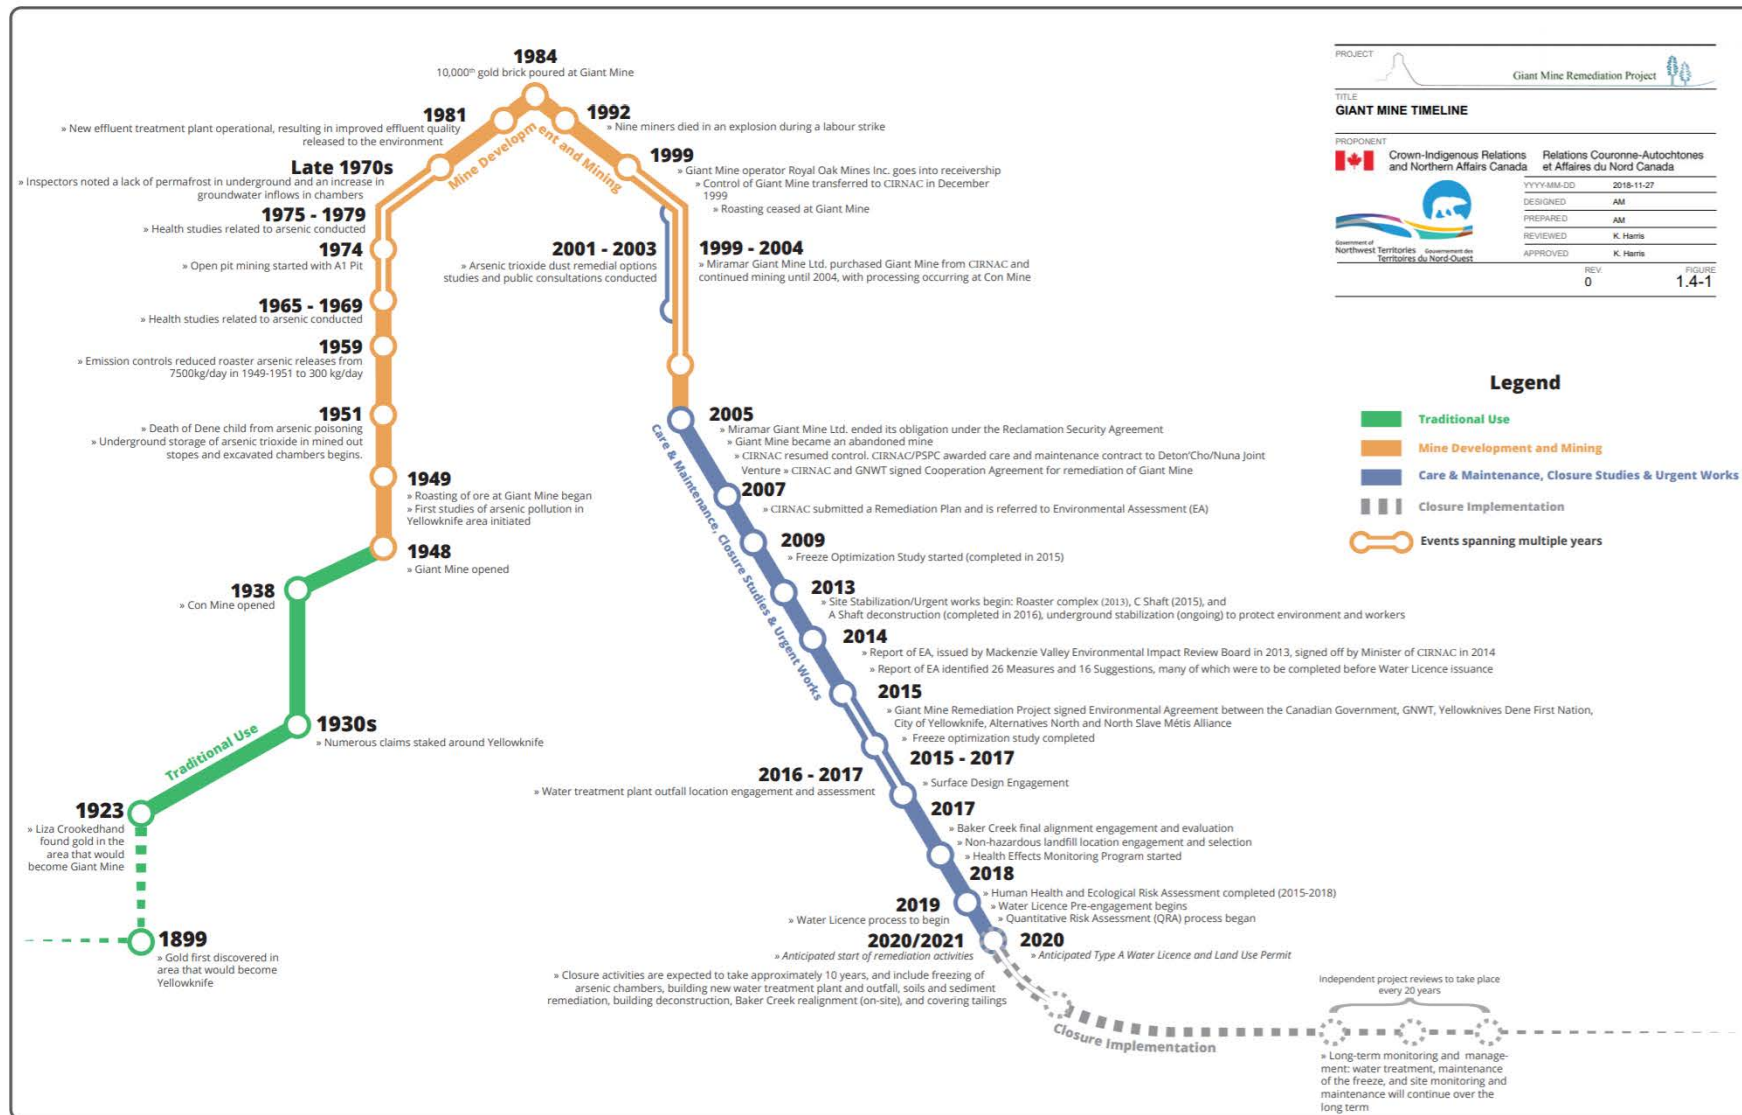 PROJECT
Giant Mine Remediation Project
TITLE
GIANT MINE TIMELINE
PROPONENT
Crown-Indigenous Relations
and Northern Affairs Canada
Relations Couronne-Autochtones
et Affaires du Nord Canada
Government of
Northwest Territories
Gouvernement des
Territoires du Nord-Ouest
YYYY-MM-DD 2018-11-27
DESIGNED AM
PREPARED AM
REVIEWED K. Harris
APPROVED K. Harris
REV. 0
FIGURE 1.4-1
Legend
Traditional Use
Mine Development and Mining
Care & Maintenance, Closure Studies & Urgent Works
Closure Implementation
Events spanning multiple years
1984
10,000th gold brick poured at Giant Mine
1981
» New effluent treatment plant operational, resulting in improved effluent quality
released to the environment
Late 1970s
» Inspectors noted a lack of permafrost in underground and an increase in
groundwater inflows in chambers
1975 - 1979
» Health studies related to arsenic conducted
1974
» Open pit mining started with A1 Pit
1965 - 1969
» Health studies related to arsenic conducted
1959
» Emission controls reduced roaster arsenic releases from
7500kg/day in 1949-1951 to 300 kg/day
1951
» Death of Dene child from arsenic poisoning
» Underground storage of arsenic trioxide in mined out
stopes and excavated chambers begins.
1949
» Roasting of ore at Giant Mine began
» First studies of arsenic pollution in
Yellowknife area initiated
1948
» Giant Mine opened
1938
» Con Mine opened
1930s
» Numerous claims staked around Yellowknife
Traditional Use
1923
» Liza Crookedhand
found gold in the
area that would
become Giant Mine
1899
» Gold first discovered in
area that would become
Yellowknife
Mine Development and Mining
1992
» Nine miners died in an explosion during a labour strike
1999
» Giant Mine operator Royal Oak Mines Inc. goes into receivership
» Control of Giant Mine transferred to CIRNAC in December
1999
» Roasting ceased at Giant Mine
2001 - 2003
» Arsenic trioxide dust remedial options
studies and public consultations conducted
1999 - 2004
» Miramar Giant Mine Ltd. purchased Giant Mine from CIRNAC and
continued mining until 2004, with processing occurring at Con Mine
2005
» Miramar Giant Mine Ltd. ended its obligation under the Reclamation Security Agreement
» Giant Mine became an abandoned mine
» CIRNAC resumed control. CIRNAC/PSPC awarded care and maintenance contract to Deton'Cho/Nuna Joint
Venture » CIRNAC and GNWT signed Cooperation Agreement for remediation of Giant Mine
Care & Maintenance, Closure Studies & Urgent Works
2007
» CIRNAC submitted a Remediation Plan and is referred to Environmental Assessment (EA)
2009
» Freeze Optimization Study started (completed in 2015)
2013
» Site Stabilization/Urgent works begin: Roaster complex (2013), C Shaft (2015), and
A Shaft deconstruction (completed in 2016), underground stabilization (ongoing) to protect environment and workers
2014
» Report of EA, issued by Mackenzie Valley Environmental Impact Review Board in 2013, signed off by Minister of CIRNAC in 2014
» Report of EA identified 26 Measures and 16 Suggestions, many of which were to be completed before Water Licence issuance
2015
» Giant Mine Remediation Project signed Environmental Agreement between the Canadian Government, GNWT, Yellowknives Dene First Nation,
City of Yellowknife, Alternatives North and North Slave Métis Alliance
» Freeze optimization study completed
2015 - 2017
» Surface Design Engagement
2016 - 2017
» Water treatment plant outfall location engagement and assessment
2017
» Baker Creek final alignment engagement and evaluation
» Non-hazardous landfill location engagement and selection
» Health Effects Monitoring Program started
2018
» Human Health and Ecological Risk Assessment completed (2015-2018)
» Water Licence Pre-engagement begins
» Quantitative Risk Assessment (QRA) process began
2019
» Water Licence process to begin
2020/2021
» Anticipated start of remediation activities
» Closure activities are expected to take approximately 10 years, and include freezing of
arsenic chambers, building new water treatment plant and outfall, soils and sediment
remediation, building deconstruction, Baker Creek realignment (on-site), and covering tailings
2020
» Anticipated Type A Water Licence and Land Use Permit
Closure Implementation
Independent project reviews to take place
every 20 years
» Long-term monitoring and manage-
ment: water treatment, maintenance
of the freeze, and site monitoring and
maintenance will continue over the
long term